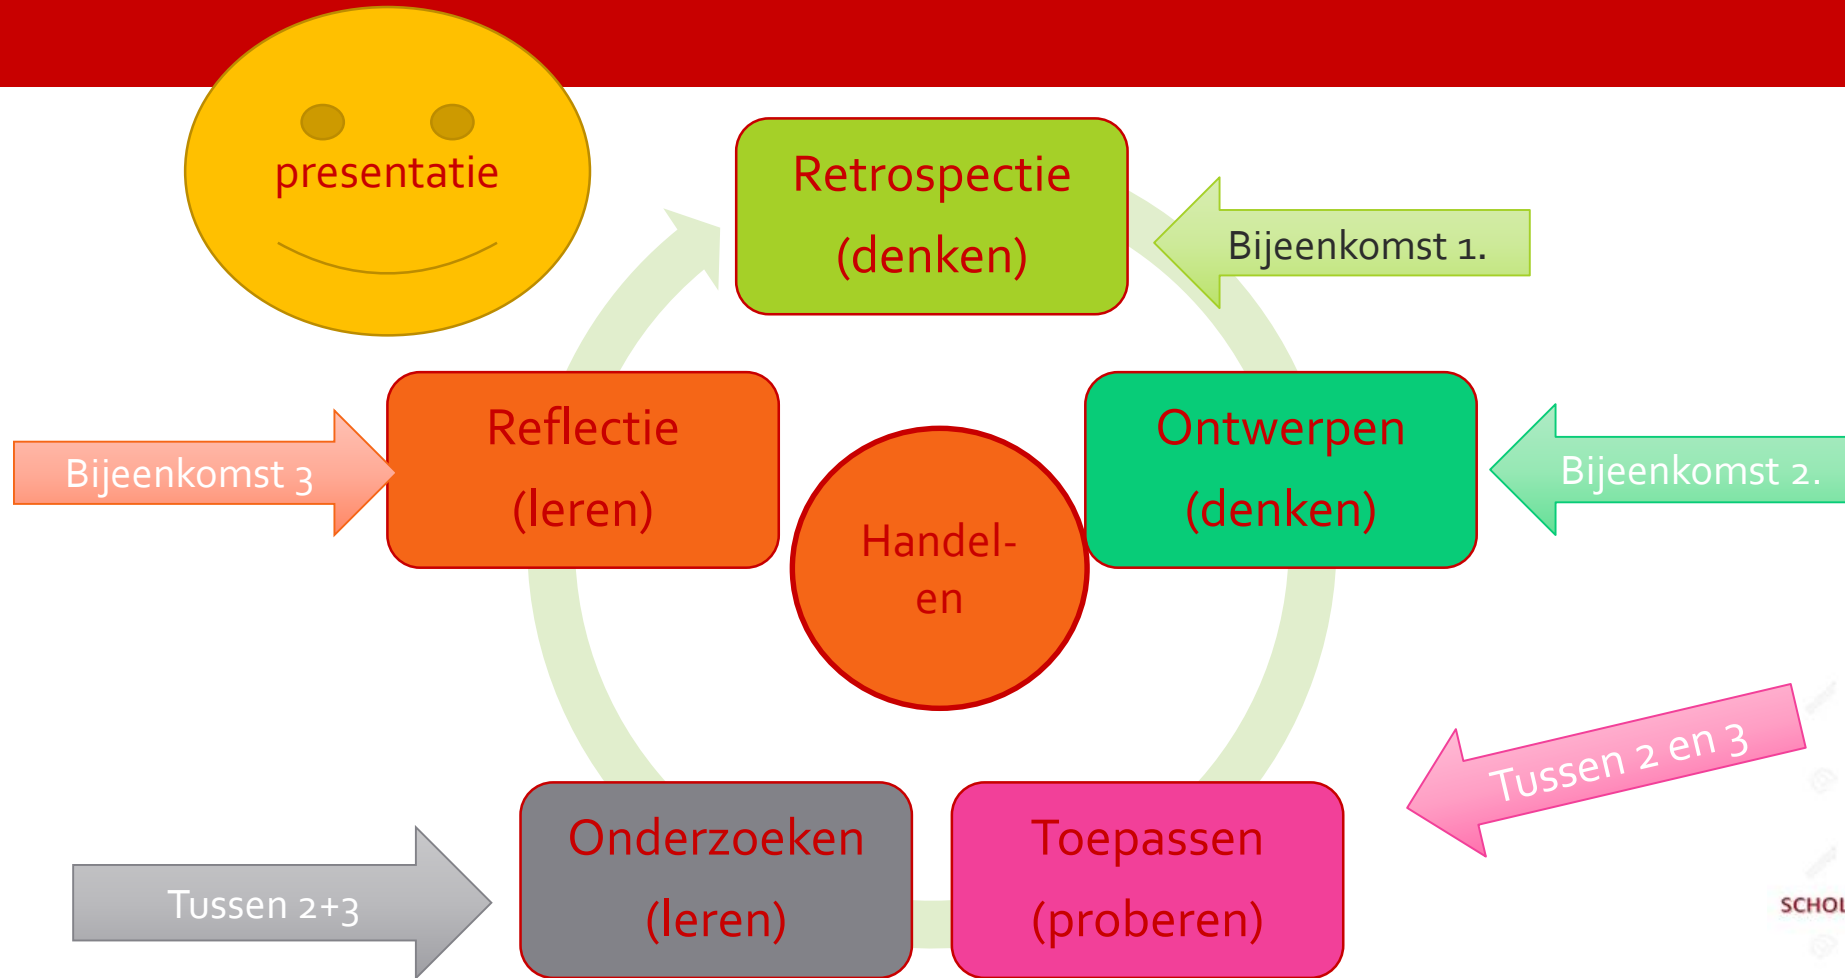 presentatie
Retrospectie
(denken)
Bijeenkomst 1.
Reflectie
(leren)
Bijeenkomst 3
Ontwerpen
(denken)
Bijeenkomst 2.
Handel-
en
Tussen 2 en 3
Onderzoeken
(leren)
Toepassen
(proberen)
Tussen 2+3
SCHOL